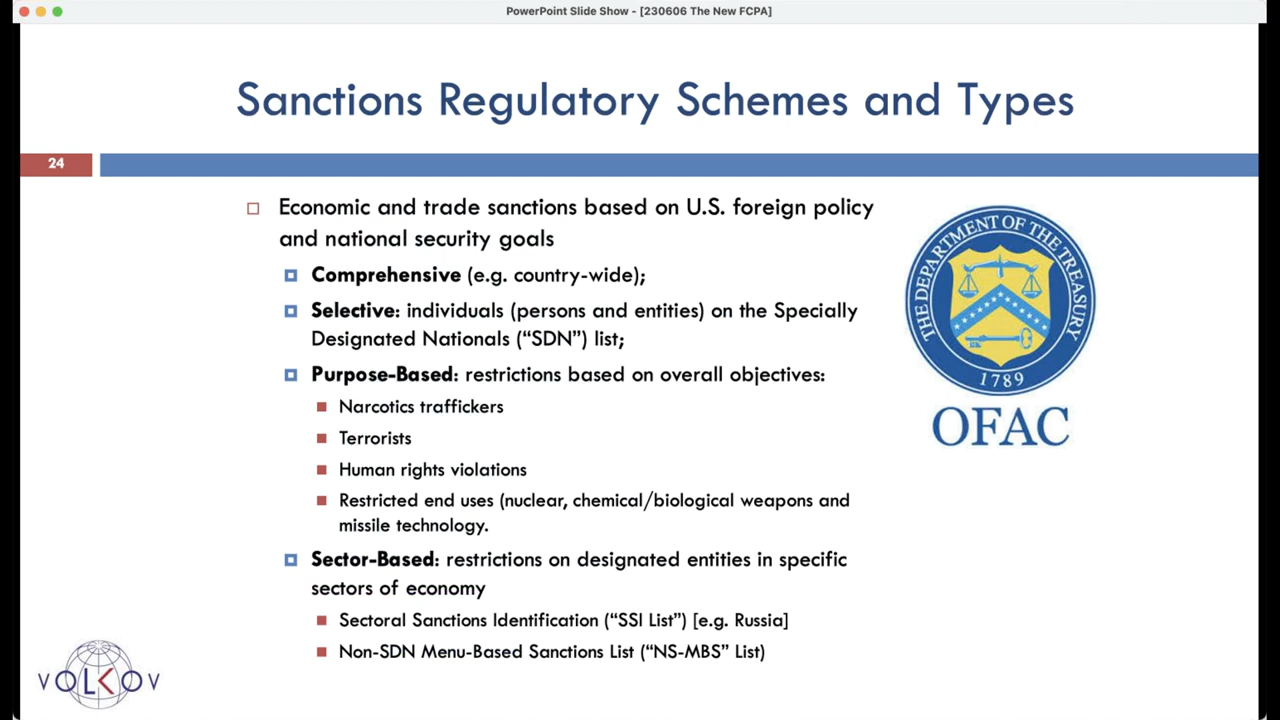 PowerPoint Slide Show - [230606 The New FCPA]
Sanctions Regulatory Schemes and Types
24
Economic and trade sanctions based on U.S. foreign policy
and national security goals
Comprehensive (e.g. country-wide);
Selective: individuals (persons and entities) on the Specially
Designated Nationals (“SDN”) list;
Purpose-Based: restrictions based on overall objectives:
Narcotics traffickers
Terrorists
Human rights violations
Restricted end uses (nuclear, chemical/biological weapons and
missile technology.
Sector-Based: restrictions on designated entities in specific
sectors of economy
Sectoral Sanctions Identification (“SSI List”) [e.g. Russia]
Non-SDN Menu-Based Sanctions List (“NS-MBS” List)
THE DEPARTMENT OF THE TREASURY
1789
OFAC
VOLKOV